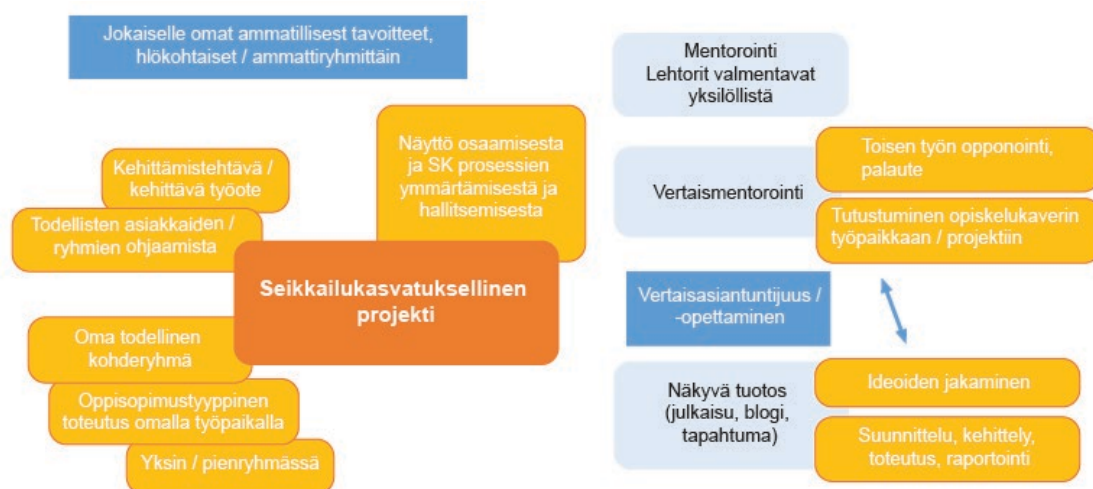 Jokaiselle omat ammatillisest tavoitteet,
hlökohtaiset / ammattiryhmittäin
Näyttö osaamisesta
ja SK prosessien
ymmärtämisestä ja
hallitsemisesta
Kehittämistehtävä /
kehittävä työote
Todellisten asiakkaiden /
ryhmien ohjaamista
Seikkailukasvatuksellinen
projekti
Oma todellinen
kohderyhmä
Oppisopimustyyppinen
toteutus omalla työpaikalla
Yksin / pienryhmässä
Mentorointi
Lehtorit valmentavat
yksilöllistä
Vertaismentorointi
Toisen työn opponointi,
palaute
Tutustuminen opiskelukaverin
työpaikkaan / projektiin
Vertaisasiantuntijuus /
-opettaminen
Näkyvä tuotos
(julkaisu, blogi,
tapahtuma)
Ideoiden jakaminen
Suunnittelu, kehittely,
toteutus, raportointi